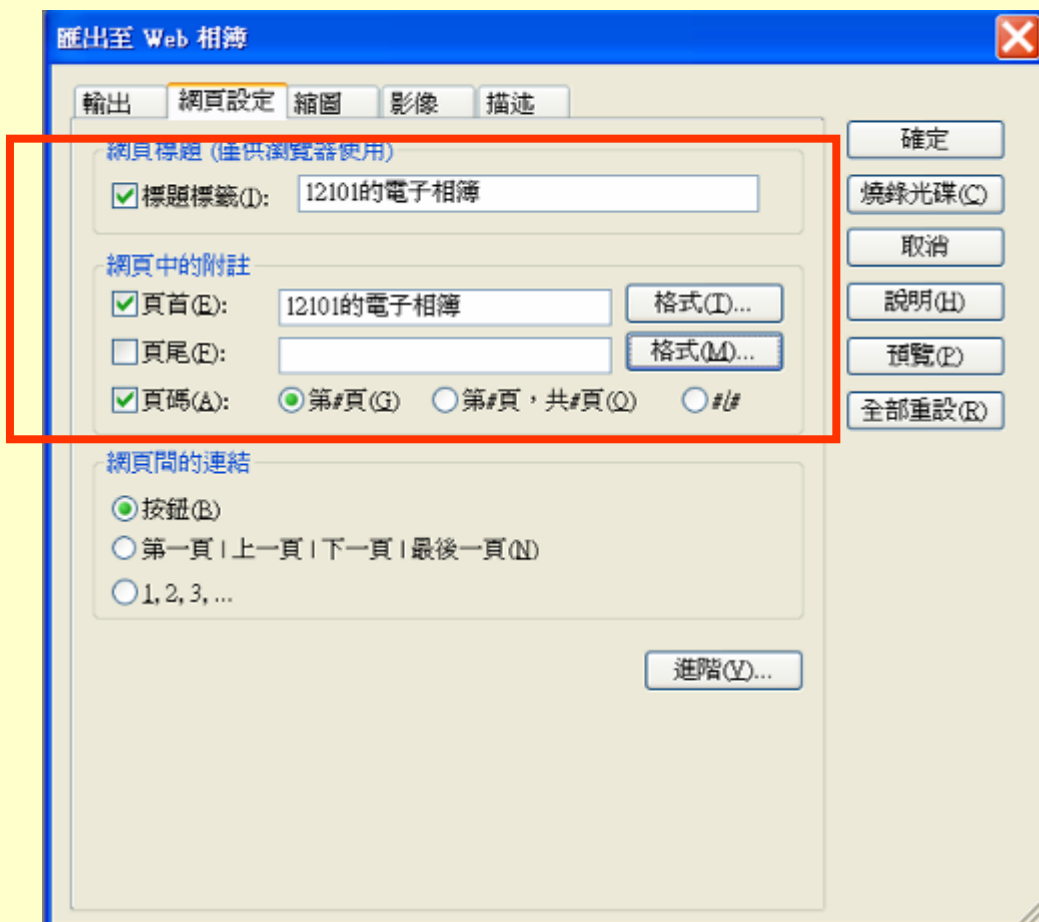 匯出至 Web 相簿
輸出 網頁設定 縮圖 影像 描述
網頁標題 (僅供瀏覽器使用)
標題標籤(I): 12101的電子相簿
網頁中的附註
頁首(E): 12101的電子相簿 格式(T)...
頁尾(F): 格式(M)...
頁碼(A): 第#頁(G) 第#頁，共#頁(O) #/#
網頁間的連結
按鈕(B)
第一頁 | 上一頁 | 下一頁 | 最後一頁(N)
1, 2, 3, ...
進階(V)...
確定
燒錄光碟(C)
取消
說明(H)
預覽(P)
全部重設(R)